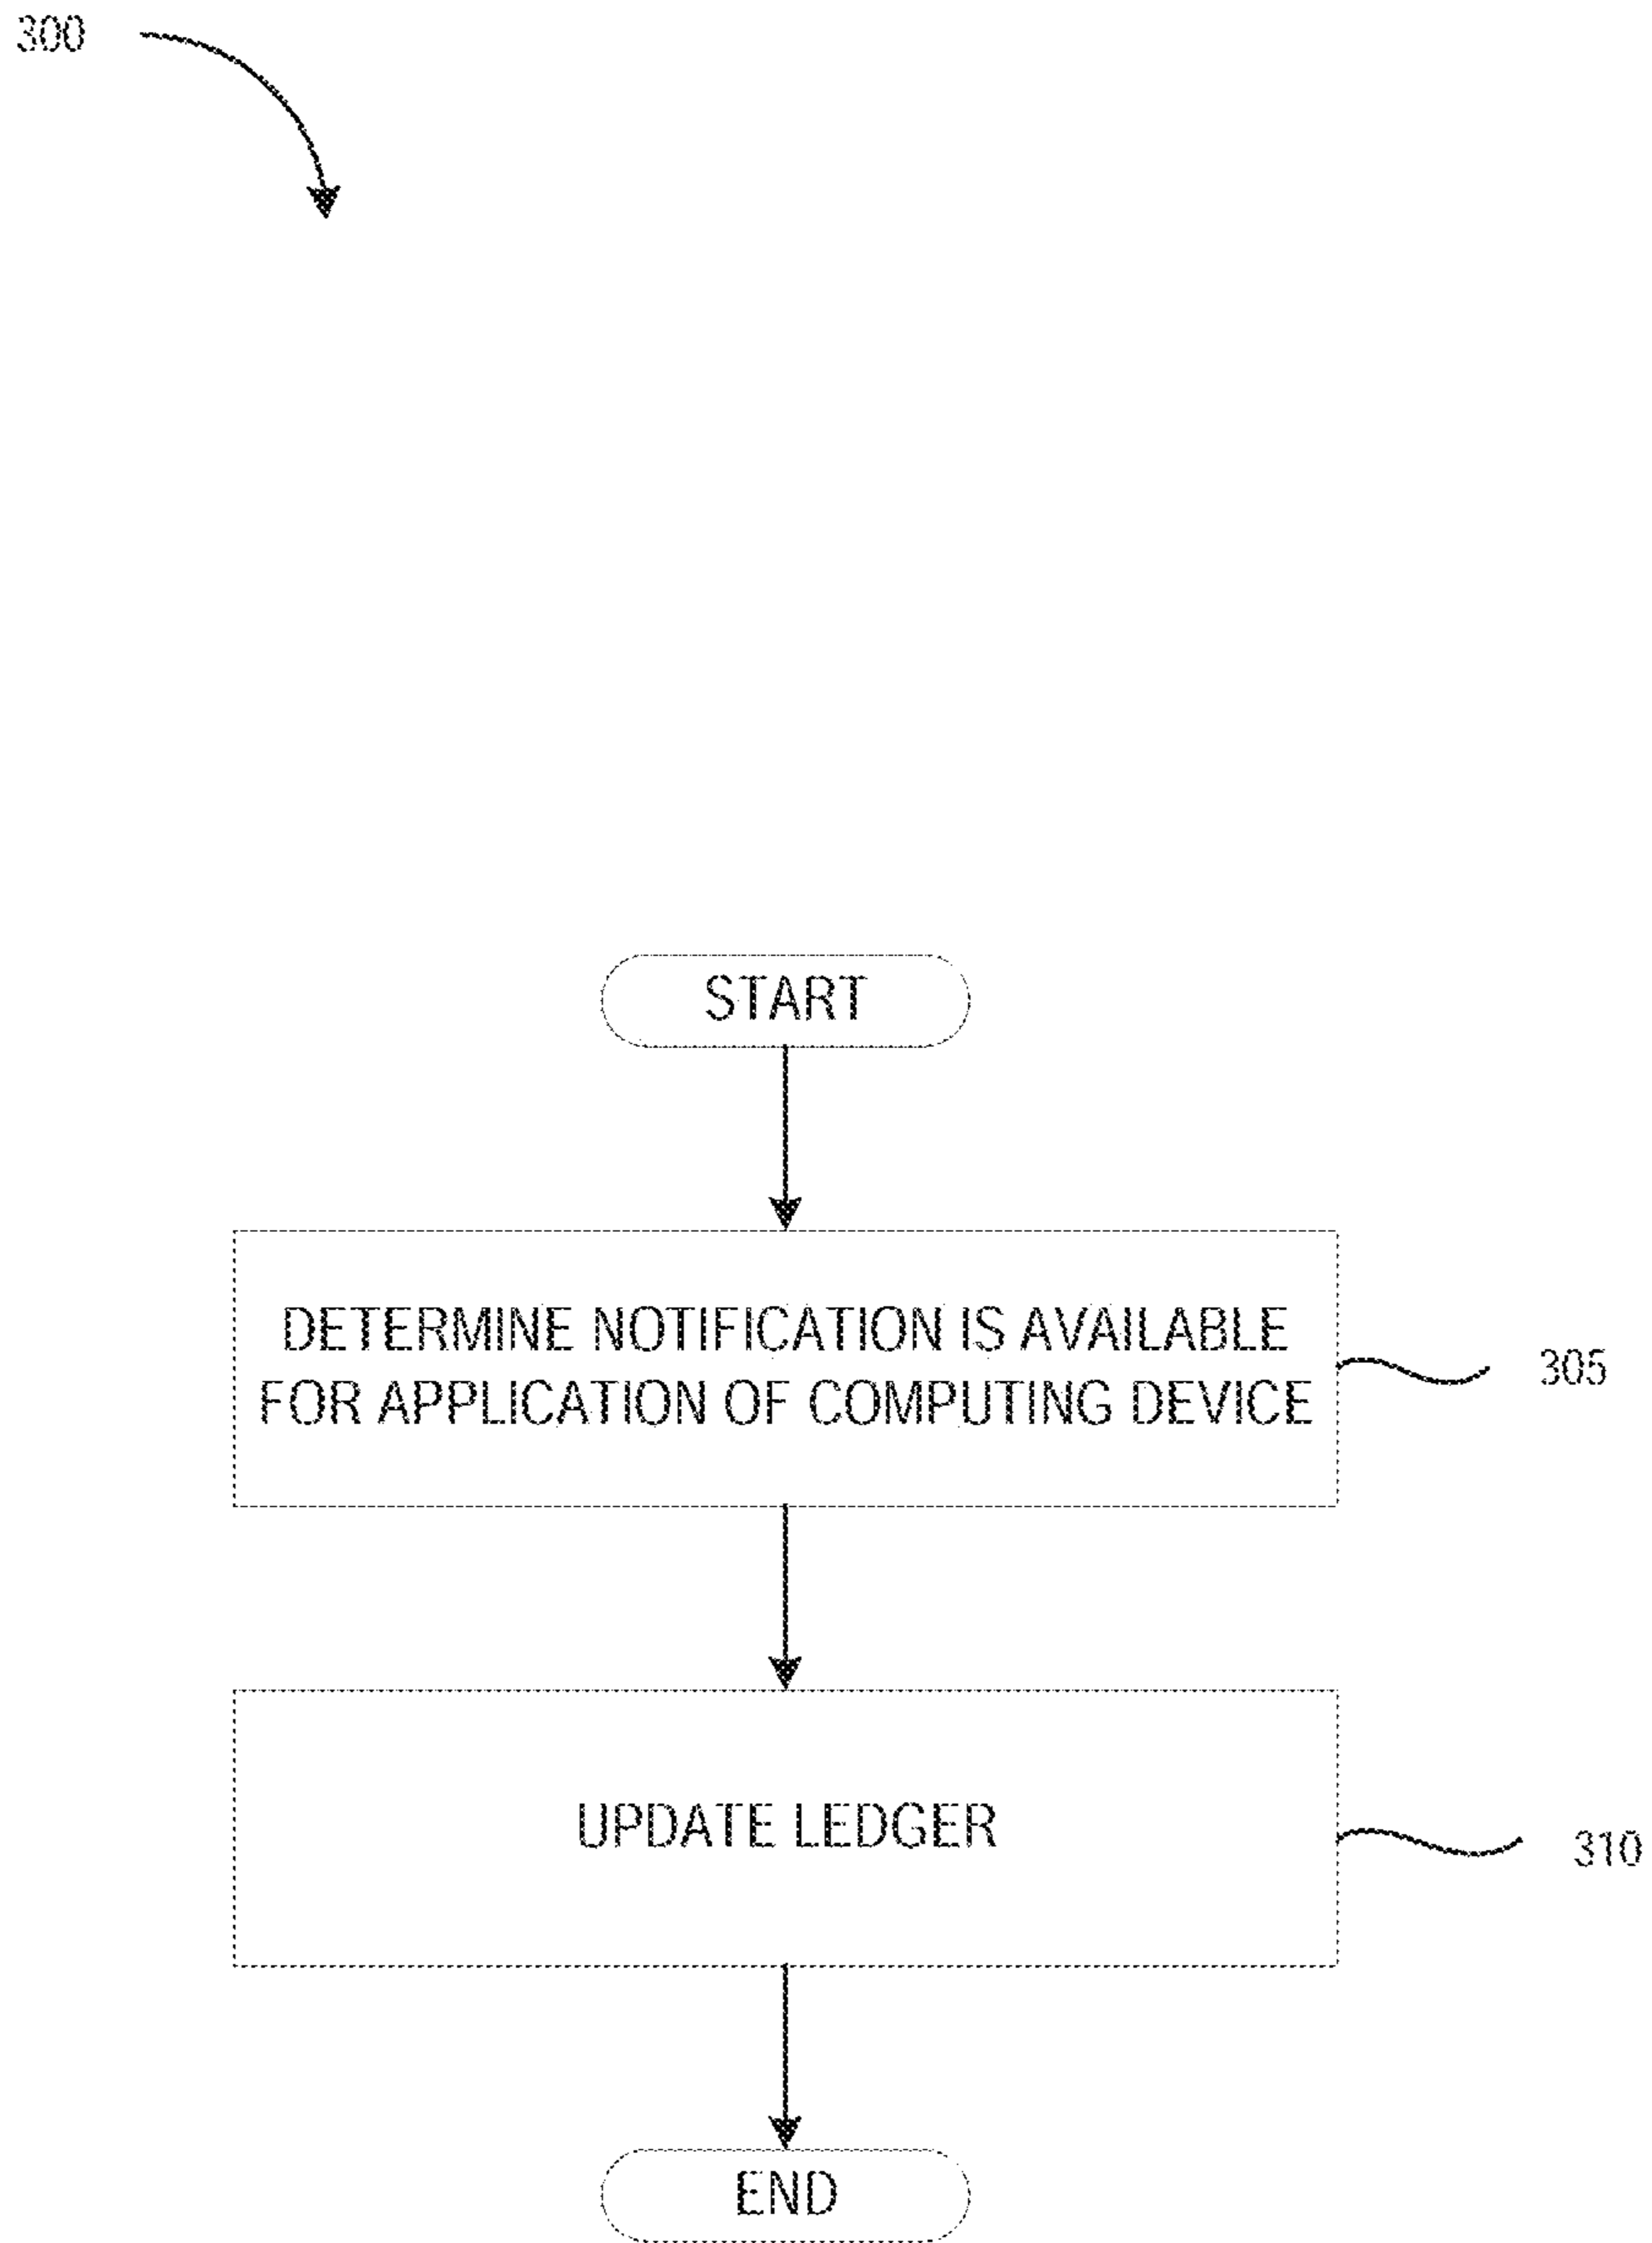 300
START
DETERMINE NOTIFICATION IS AVAILABLE
FOR APPLICATION OF COMPUTING DEVICE
305
UPDATE LEDGER
310
END